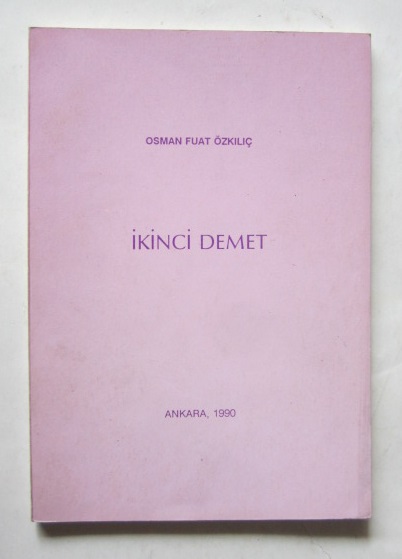 OSMAN FUAT ÖZKILIÇ
İKİNCİ DEMET
ANKARA, 1990